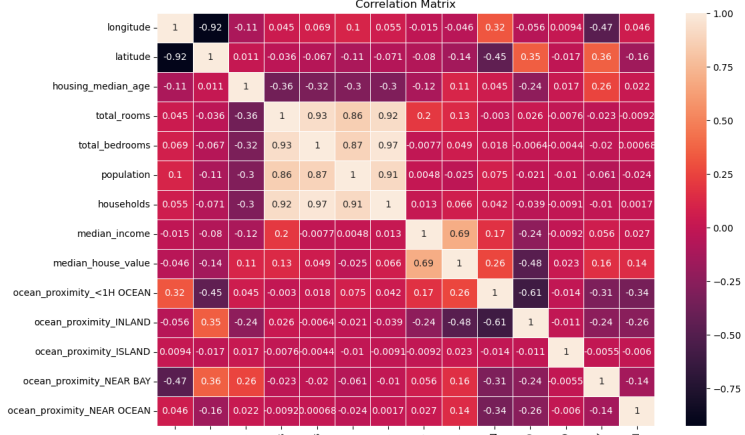 Correlation Matrix
longitude 1 -0.92 -0.11 0.045 0.069 0.1 0.055 -0.015 -0.046 0.32 -0.056 0.0094 -0.47 0.046
latitude -0.92 1 0.011 -0.036 -0.067 -0.11 -0.071 -0.08 -0.14 -0.45 0.35 -0.017 0.36 -0.16
housing_median_age -0.11 0.011 1 -0.36 -0.32 -0.3 -0.3 -0.12 0.11 0.045 -0.24 0.017 0.26 0.022
total_rooms 0.045 -0.036 -0.36 1 0.93 0.86 0.92 0.2 0.13 -0.003 0.026 -0.0076 -0.023 -0.0092
total_bedrooms 0.069 -0.067 -0.32 0.93 1 0.87 0.97 -0.0077 0.049 0.018 -0.0064 -0.0044 -0.02 0.00068
population 0.1 -0.11 -0.3 0.86 0.87 1 0.91 0.0048 -0.025 0.075 -0.021 -0.01 -0.061 -0.024
households 0.055 -0.071 -0.3 0.92 0.97 0.91 1 0.013 0.066 0.042 -0.039 -0.0091 -0.01 0.0017
median_income -0.015 -0.08 -0.12 0.2 -0.0077 0.0048 0.013 1 0.69 0.17 -0.24 -0.0092 0.056 0.027
median_house_value -0.046 -0.14 0.11 0.13 0.049 -0.025 0.066 0.69 1 0.26 -0.48 0.023 0.16 0.14
ocean_proximity_<1H OCEAN 0.32 -0.45 0.045 -0.003 0.018 0.075 0.042 0.17 0.26 1 -0.61 -0.014 -0.31 -0.34
ocean_proximity_INLAND -0.056 0.35 -0.24 0.026 -0.0064 -0.021 -0.039 -0.24 -0.48 -0.61 1 -0.011 -0.24 -0.26
ocean_proximity_ISLAND 0.0094 -0.017 0.017 -0.0076 -0.0044 -0.01 -0.0091 -0.0092 0.023 -0.014 -0.011 1 -0.0055 -0.006
ocean_proximity_NEAR BAY -0.47 0.36 0.26 -0.023 -0.02 -0.061 -0.01 0.056 0.16 -0.31 -0.24 -0.0055 1 -0.14
ocean_proximity_NEAR OCEAN 0.046 -0.16 0.022 -0.0092 0.00068 -0.024 0.0017 0.027 0.14 -0.34 -0.26 -0.006 -0.14 1
1.00
0.75
0.50
0.25
0.00
-0.25
-0.50
-0.75